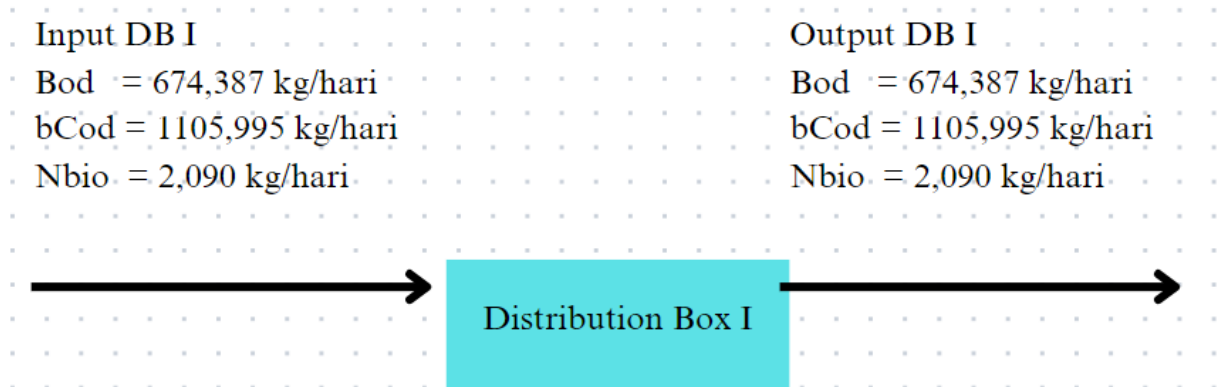 Input DB I
Bod = 674,387 kg/hari
bCod = 1105,995 kg/hari
Nbio = 2,090 kg/hari
Output DB I
Bod = 674,387 kg/hari
bCod = 1105,995 kg/hari
Nbio = 2,090 kg/hari
Distribution Box I